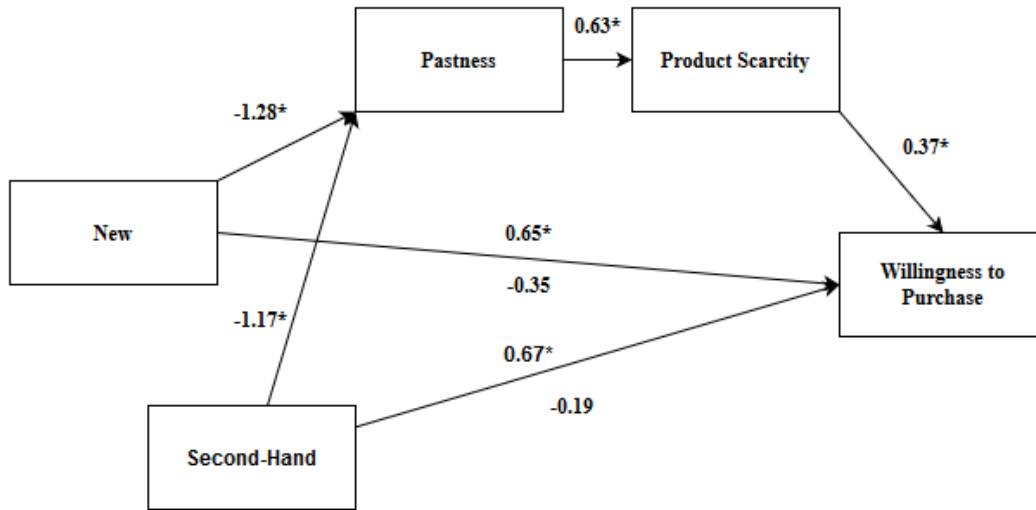 0.63*
Pastness
Product Scarcity
-1.28*
0.37*
New
0.65*
-0.35
Willingness to
Purchase
-1.17*
0.67*
-0.19
Second-Hand